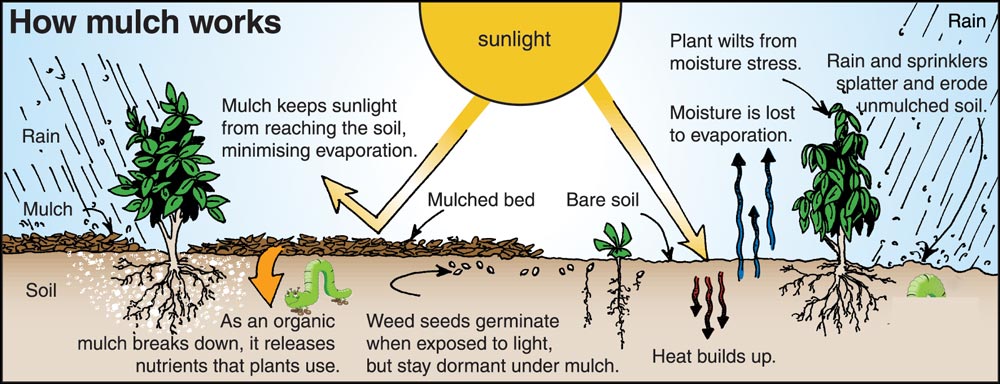 How mulch works
sunlight
Rain
Plant wilts from
moisture stress.
Rain and sprinklers
splatter and erode
unmulched soil.
Mulch keeps sunlight
from reaching the soil,
minimising evaporation.
Moisture is lost
to evaporation.
Rain
Mulch
Mulched bed
Bare soil
Soil
As an organic
mulch breaks down, it releases
nutrients that plants use.
Weed seeds germinate
when exposed to light,
but stay dormant under mulch.
Heat builds up.